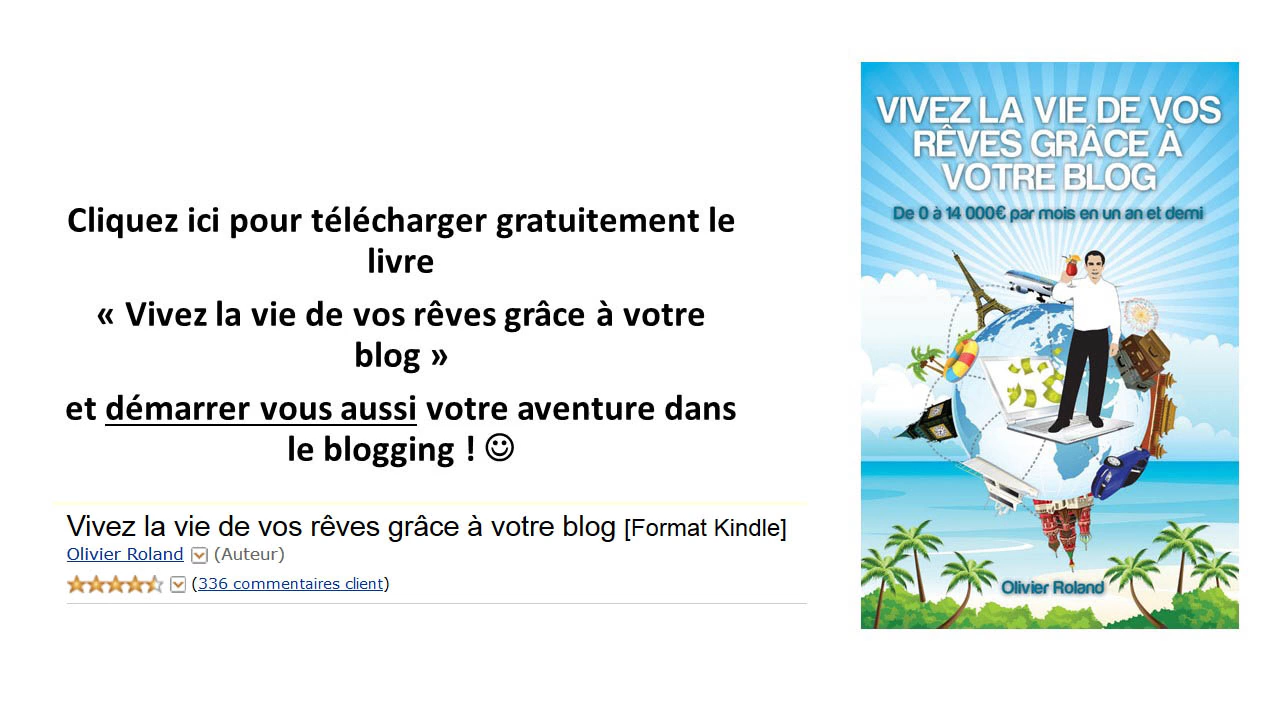 Cliquez ici pour télécharger gratuitement le
livre
« Vivez la vie de vos rêves grâce à votre
blog »
et démarrer vous aussi votre aventure dans
le blogging ! ☺
Vivez la vie de vos rêves grâce à votre blog [Format Kindle]
Olivier Roland (Auteur)
(336 commentaires client)
VIVEZ LA VIE DE VOS
RÊVES GRÂCE À
VOTRE BLOG
De 0 à 14 000€ par mois en un an et demi
Olivier Roland